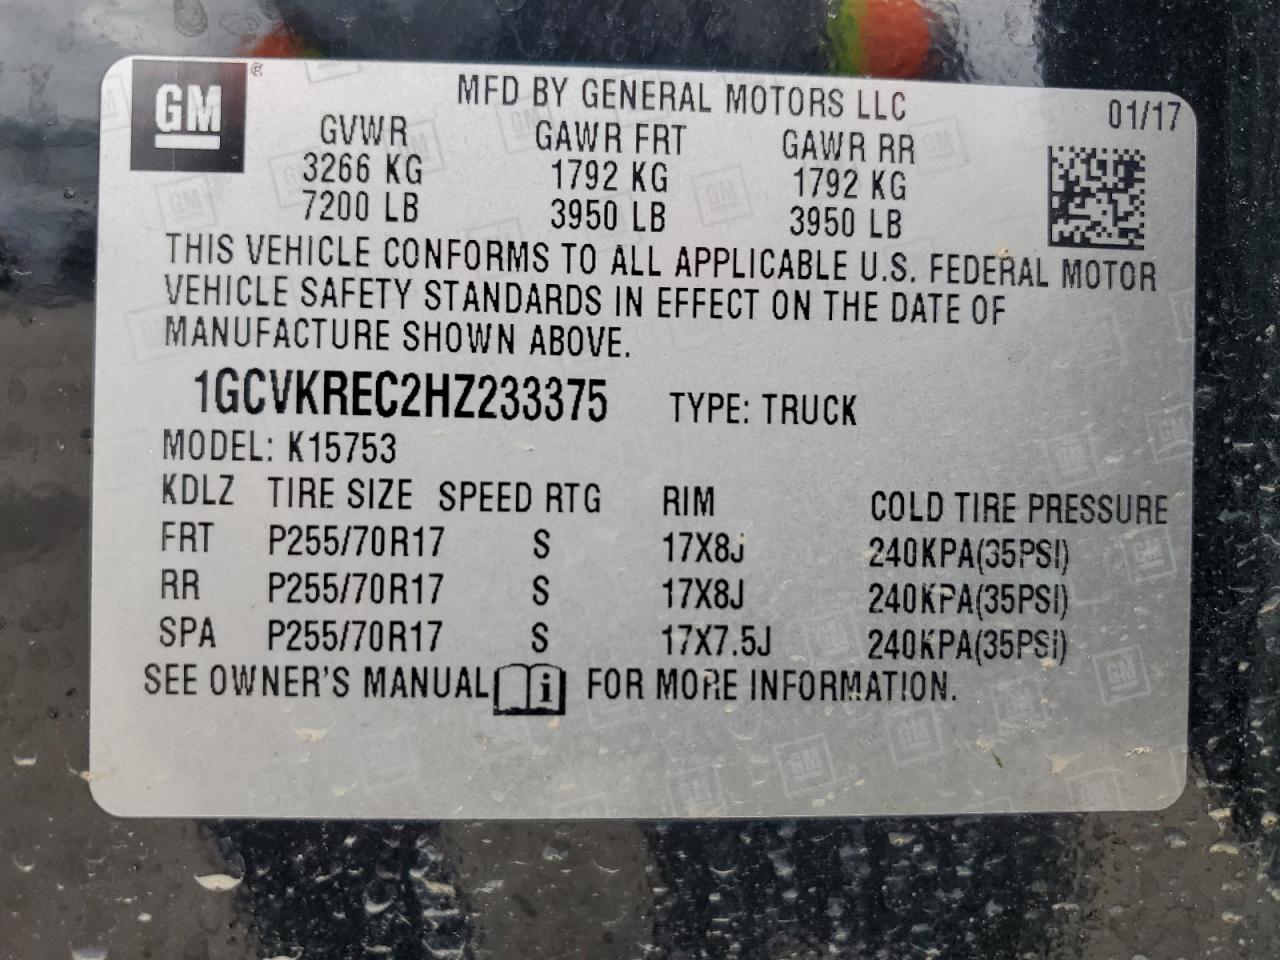 GM ®
MFD BY GENERAL MOTORS LLC 01/17
GVWR GAWR FRT GAWR RR
3266 KG 1792 KG 1792 KG
7200 LB 3950 LB 3950 LB
THIS VEHICLE CONFORMS TO ALL APPLICABLE U.S. FEDERAL MOTOR
VEHICLE SAFETY STANDARDS IN EFFECT ON THE DATE OF
MANUFACTURE SHOWN ABOVE.
1GCVKREC2HZ233375 TYPE: TRUCK
MODEL: K15753
KDLZ TIRE SIZE SPEED RTG RIM COLD TIRE PRESSURE
FRT P255/70R17 S 17X8J 240KPA(35PSI)
RR P255/70R17 S 17X8J 240KPA(35PSI)
SPA P255/70R17 S 17X7.5J 240KPA(35PSI)
SEE OWNER'S MANUAL i FOR MORE INFORMATION.